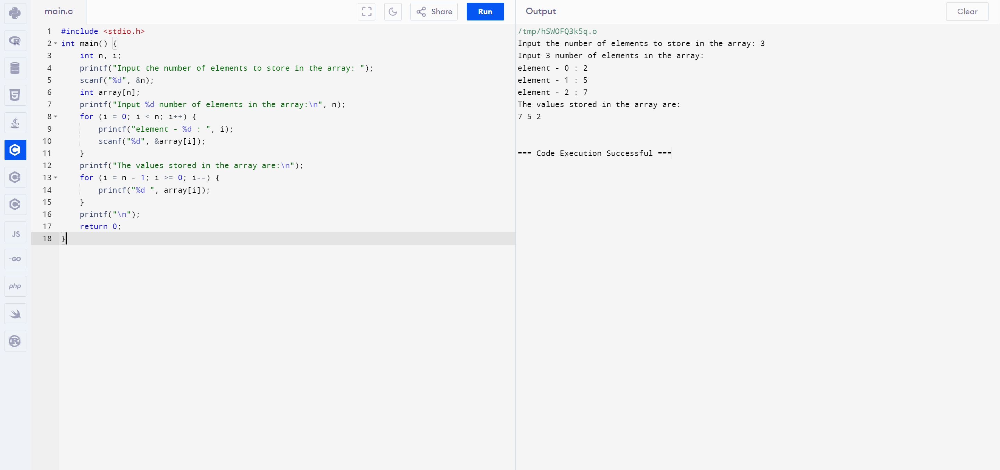 main.c
Share
Run
Output
Clear
1 #include <stdio.h>
2 int main() {
3     int n, i;
4     printf("Input the number of elements to store in the array: ");
5     scanf("%d", &n);
6     int array[n];
7     printf("Input %d number of elements in the array:\n", n);
8     for (i = 0; i < n; i++) {
9         printf("element - %d : ", i);
10         scanf("%d", &array[i]);
11     }
12     printf("The values stored in the array are:\n");
13     for (i = n - 1; i >= 0; i--) {
14         printf("%d ", array[i]);
15     }
16     printf("\n");
17     return 0;
18 }
/tmp/hSWOFQ3k5q.o
Input the number of elements to store in the array: 3
Input 3 number of elements in the array:
element - 0 : 2
element - 1 : 5
element - 2 : 7
The values stored in the array are:
7 5 2
=== Code Execution Successful ===
R
5
C
C
C
JS
GO
php
R